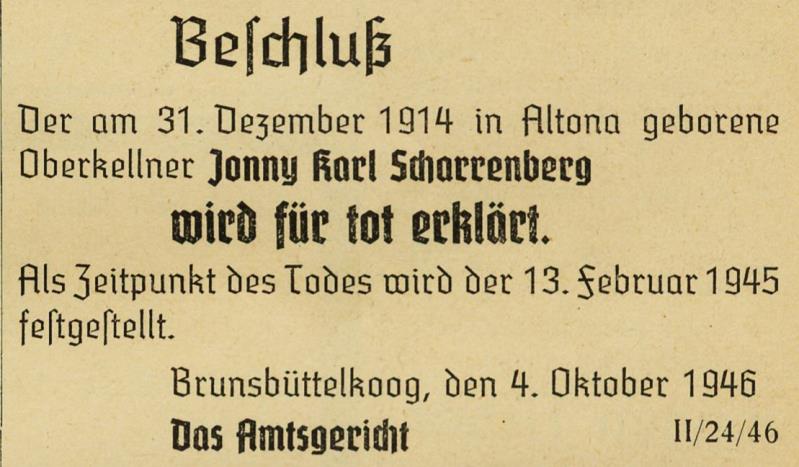 Beſchluß
Der am 31. Dezember 1914 in Altona geborene
Oberkellner Jonny Karl Scharrenberg
wird für tot erklärt.
Als Zeitpunkt des Todes wird der 13. Februar 1945
feſtgeſtellt.
Brunsbüttelkoog, den 4. Oktober 1946
Das Amtsgericht II/24/46